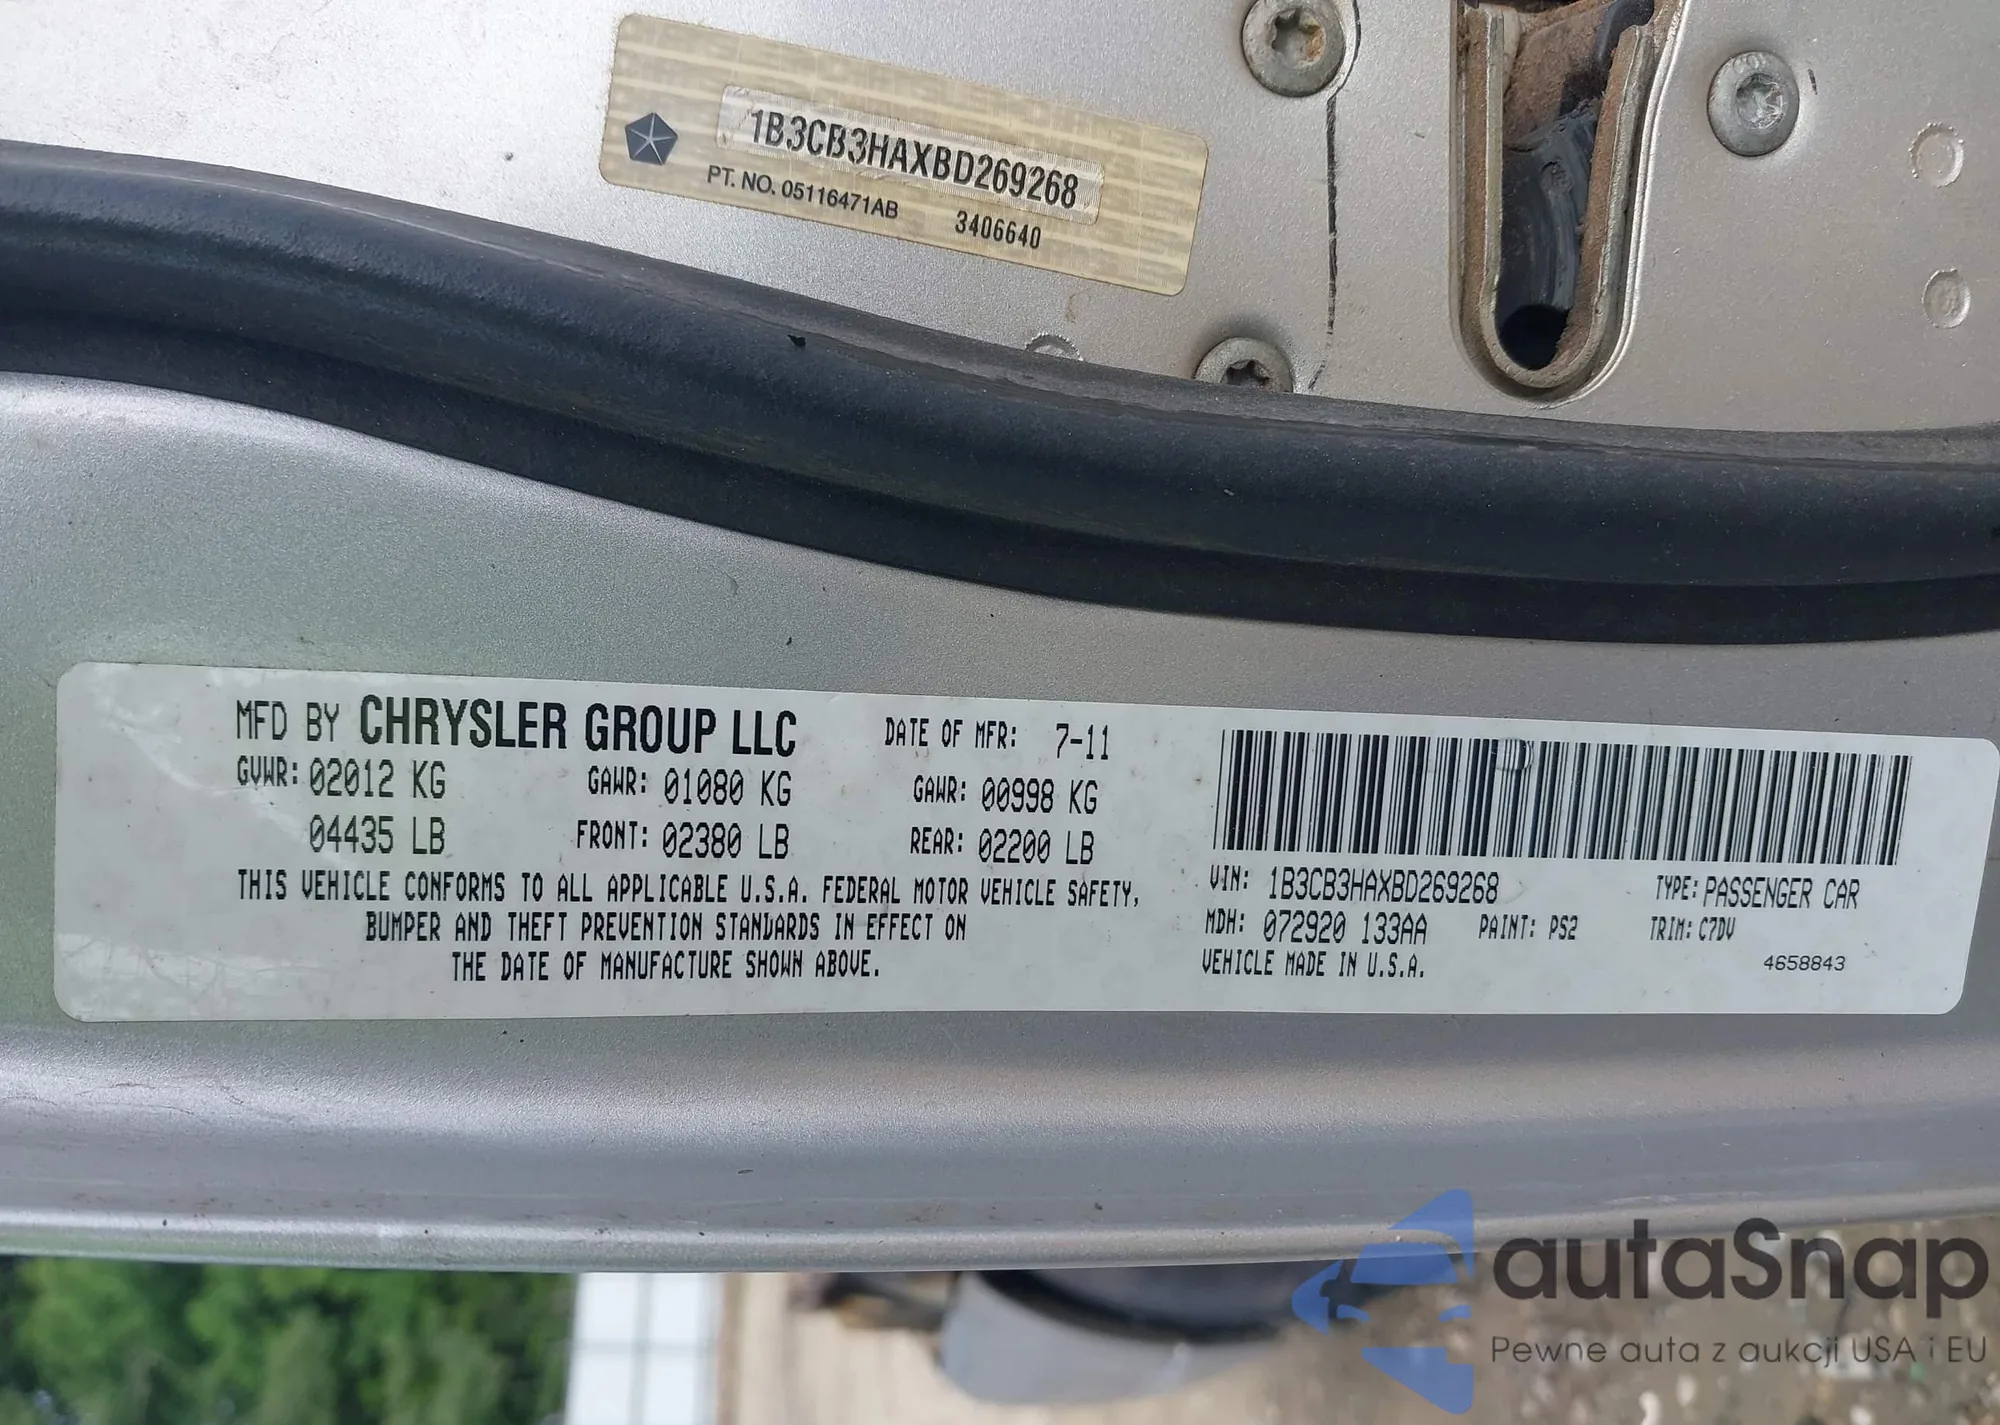 1B3CB3HAXBD269268
PT. NO. 05116471AB 3406640
MFD BY CHRYSLER GROUP LLC DATE OF MFR: 7-11
GVWR: 02012 KG GAWR: 01080 KG GAWR: 00998 KG
04435 LB FRONT: 02380 LB REAR: 02200 LB
THIS VEHICLE CONFORMS TO ALL APPLICABLE U.S.A. FEDERAL MOTOR VEHICLE SAFETY,
BUMPER AND THEFT PREVENTION STANDARDS IN EFFECT ON
THE DATE OF MANUFACTURE SHOWN ABOVE.
VIN: 1B3CB3HAXBD269268 TYPE: PASSENGER CAR
MDH: 072920 133AA PAINT: PS2 TRIM: C7DV
VEHICLE MADE IN U.S.A. 4658843
autaSnap
Pewne auta z aukcji USA i EU